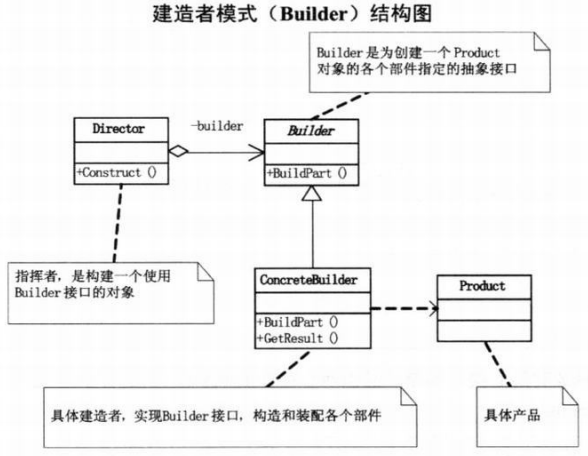 建造者模式（Builder）结构图
Builder是为创建一个Product
对象的各个部件指定的抽象接口
Director
-builder
Builder
+Construct()
+BuildPart()
指挥者，是构建一个使用
Builder接口的对象
ConcreteBuilder
Product
+BuildPart()
+GetResult()
具体建造者，实现Builder接口，构造和装配各个部件
具体产品